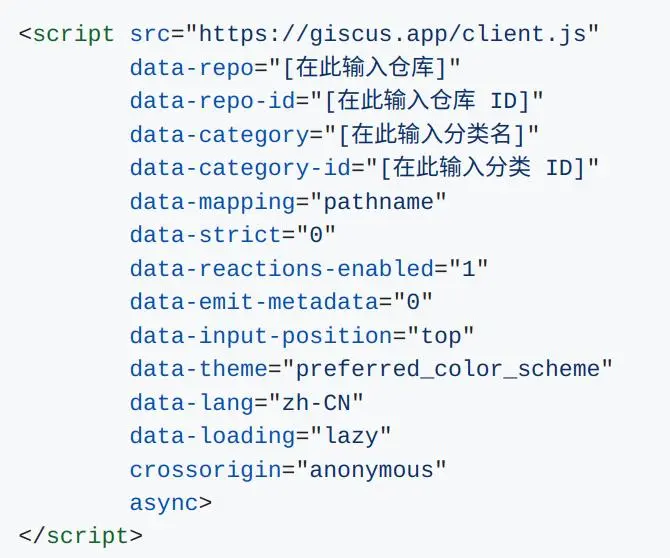 <script src="https://giscus.app/client.js"
        data-repo="[在此输入仓库]"
        data-repo-id="[在此输入仓库 ID]"
        data-category="[在此输入分类名]"
        data-category-id="[在此输入分类 ID]"
        data-mapping="pathname"
        data-strict="0"
        data-reactions-enabled="1"
        data-emit-metadata="0"
        data-input-position="top"
        data-theme="preferred_color_scheme"
        data-lang="zh-CN"
        data-loading="lazy"
        crossorigin="anonymous"
        async>
</script>